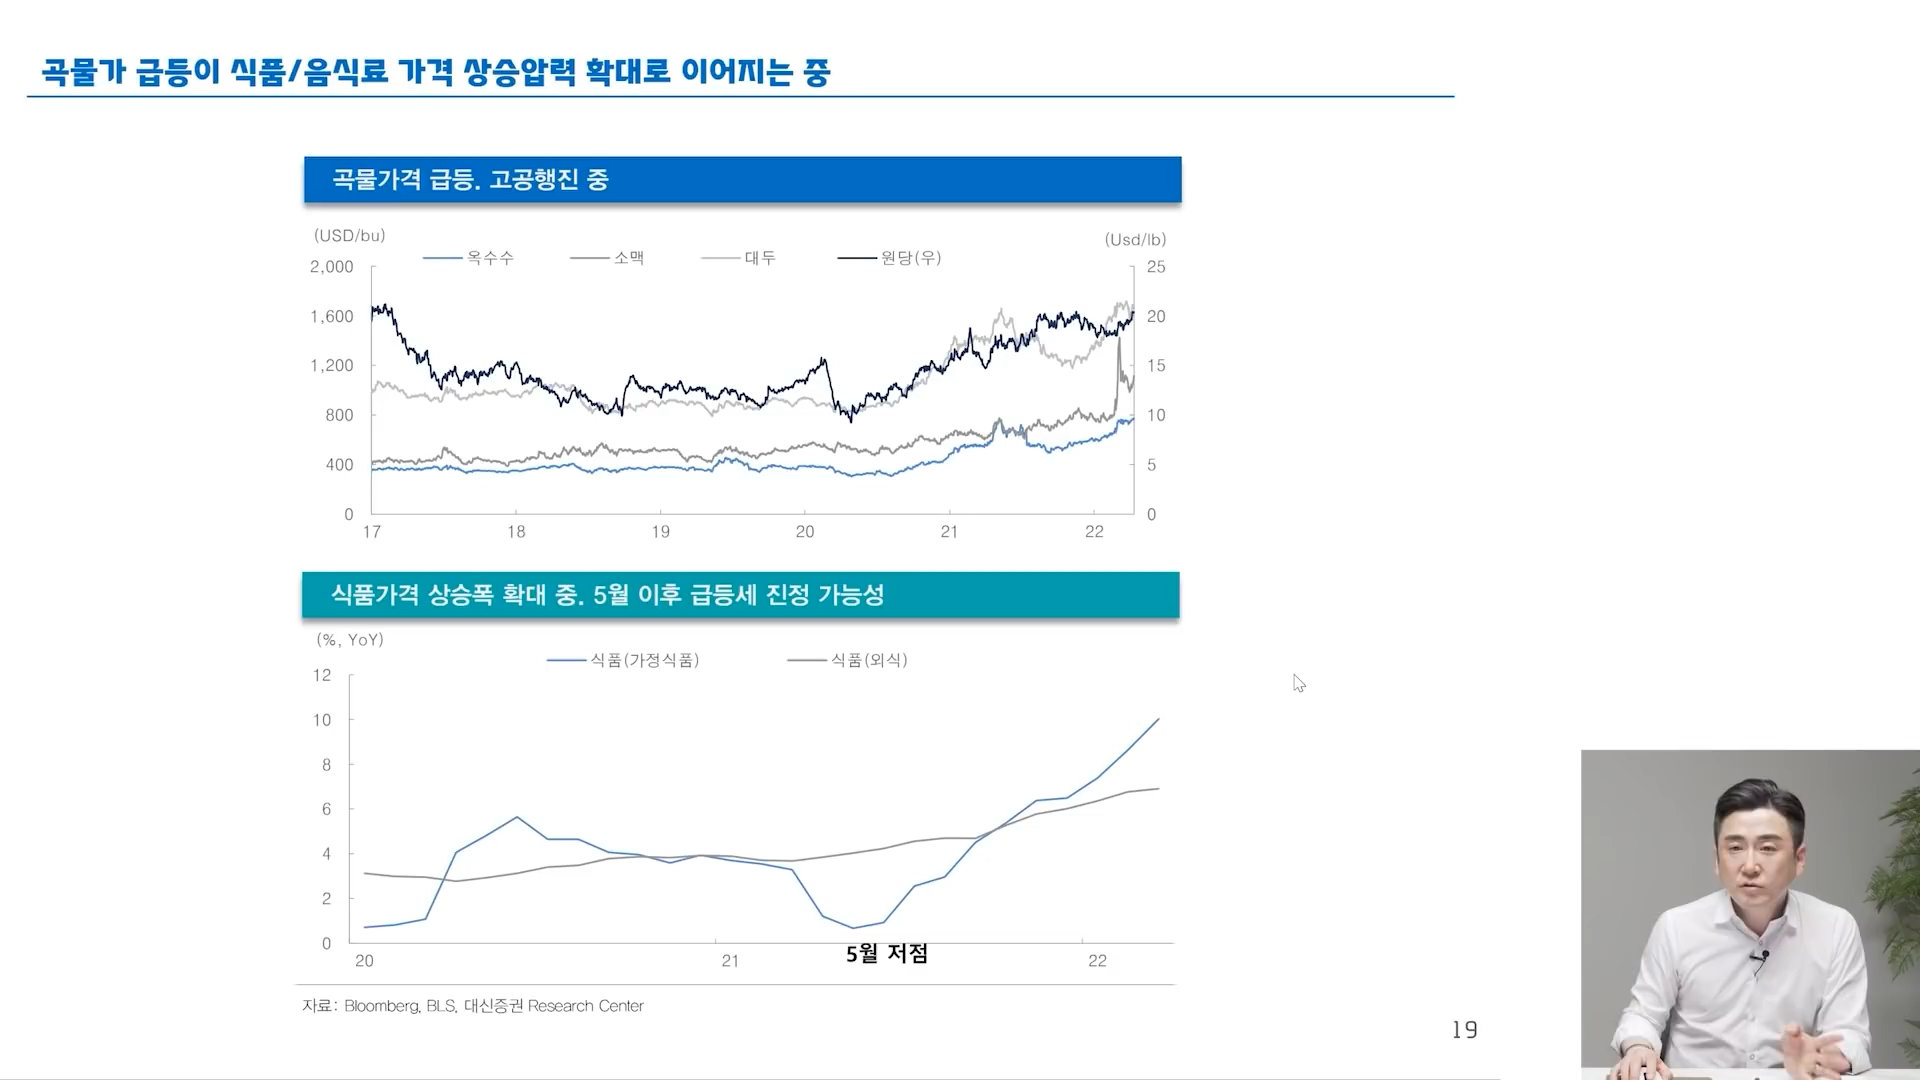 곡물가 급등이 식품/음식료 가격 상승압력 확대로 이어지는 중
곡물가격 급등. 고공행진 중
(USD/bu)
(Usd/lb)
옥수수 소맥 대두 원당(우)
2,000 25
1,600 20
1,200 15
800 10
400 5
0 0
17 18 19 20 21 22
식품가격 상승폭 확대 중. 5월 이후 급등세 진정 가능성
(%, YoY)
식품(가정식품) 식품(외식)
12
10
8
6
4
2
0
20 21 5월 저점 22
자료: Bloomberg, BLS, 대신증권 Research Center
19